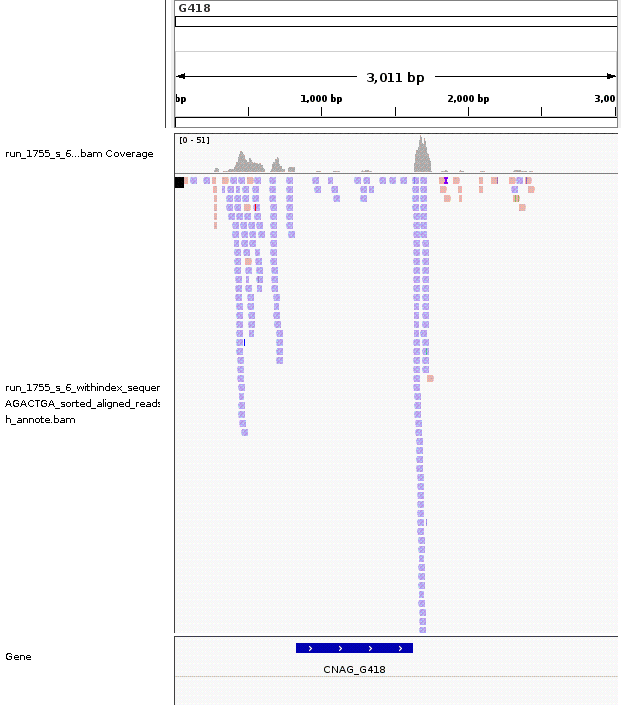 G418
3,011 bp
bp 1,000 bp 2,000 bp 3,00
[0 - 51]
run_1755_s_6...bam Coverage
run_1755_s_6_withindex_sequer
AGACTGA_sorted_aligned_reads
h_annote.bam
Gene
CNAG_G418